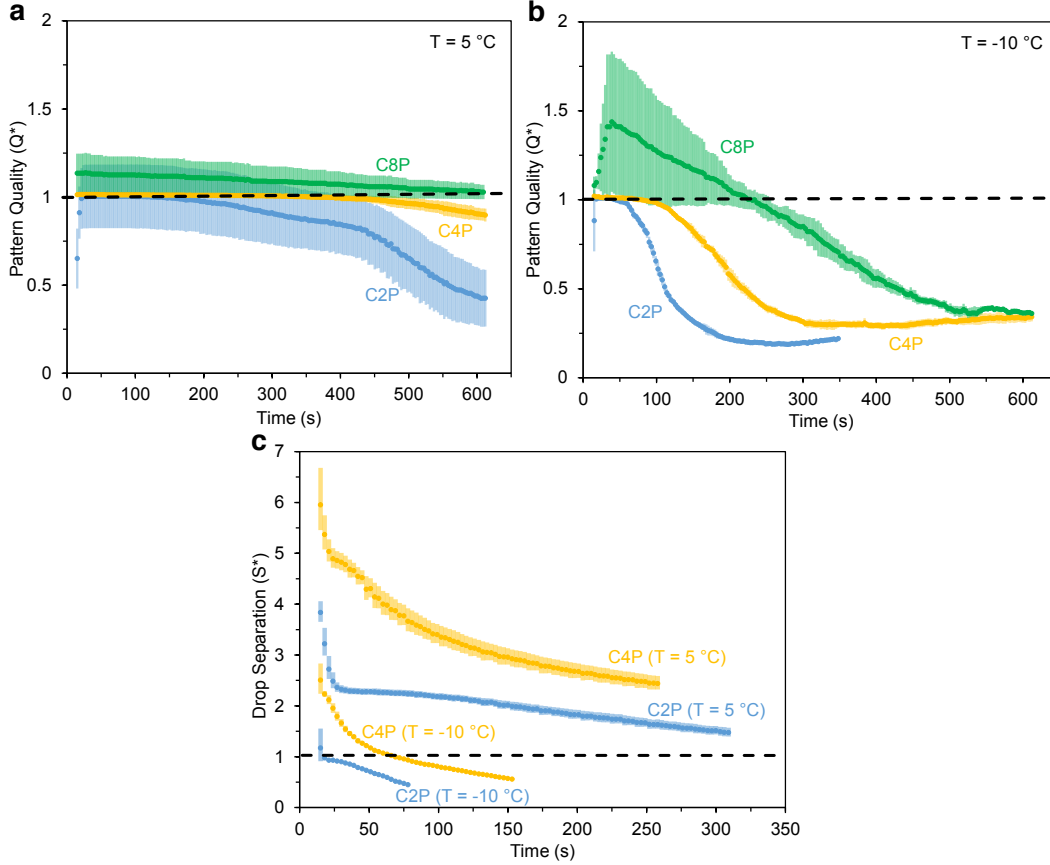 a
T = 5 °C
2
1.5
1
0.5
0
Pattern Quality (Q*)
C8P
C4P
C2P
0 100 200 300 400 500 600
Time (s)
b
T = -10 °C
2
1.5
1
0.5
0
Pattern Quality (Q*)
C8P
C2P
C4P
0 100 200 300 400 500 600
Time (s)
c
7
6
5
4
3
2
1
0
Drop Separation (S*)
C4P (T = 5 °C)
C2P (T = 5 °C)
C4P (T = -10 °C)
C2P (T = -10 °C)
0 50 100 150 200 250 300 350
Time (s)